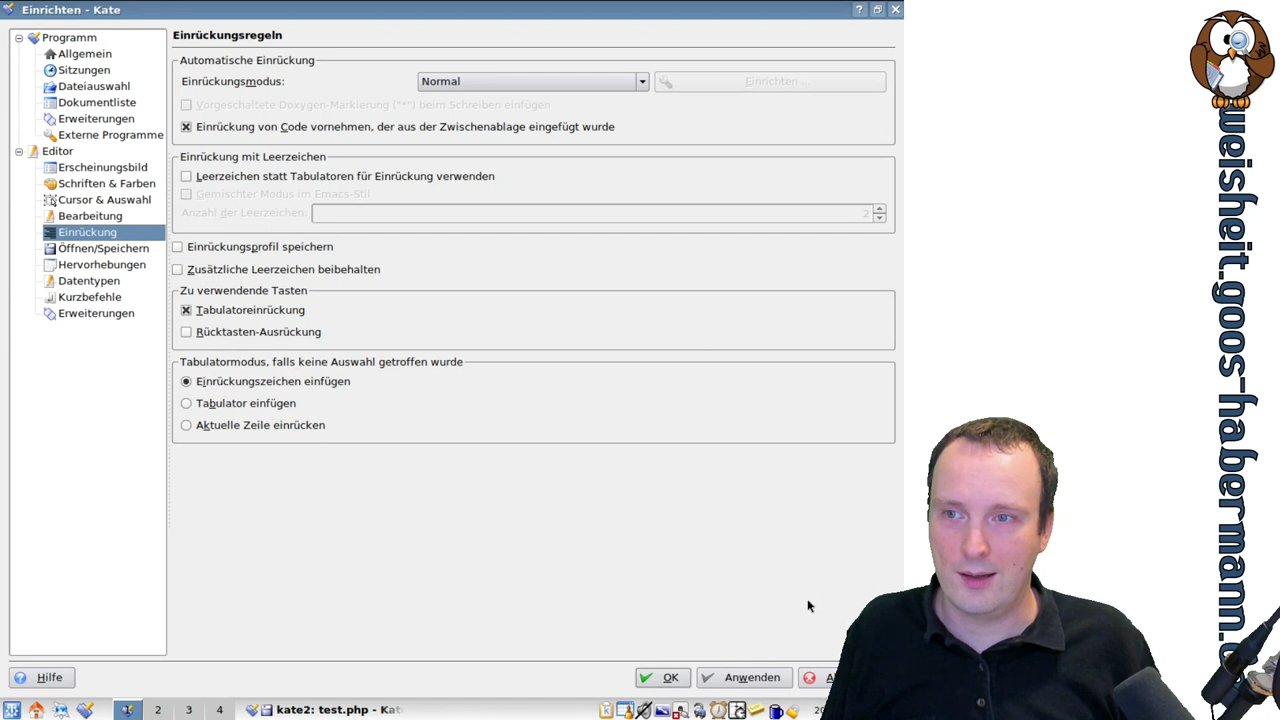 Einrichten - Kate
Programm
Allgemein
Sitzungen
Dateiauswahl
Dokumentliste
Erweiterungen
Externe Programme
Editor
Erscheinungsbild
Schriften & Farben
Cursor & Auswahl
Bearbeitung
Einrückung
Öffnen/Speichern
Hervorhebungen
Datentypen
Kurzbefehle
Erweiterungen
Einrückungsregeln
Automatische Einrückung
Einrückungsmodus:
Normal
Einrichten ...
Vorgeschaltete Doxygen-Markierung ("*") beim Schreiben einfügen
Einrückung von Code vornehmen, der aus der Zwischenablage eingefügt wurde
Einrückung mit Leerzeichen
Leerzeichen statt Tabulatoren für Einrückung verwenden
Gemischter Modus im Emacs-Stil
Anzahl der Leerzeichen:
2
Einrückungsprofil speichern
Zusätzliche Leerzeichen beibehalten
Zu verwendende Tasten
Tabulatoreinrückung
Rücktasten-Ausrückung
Tabulatormodus, falls keine Auswahl getroffen wurde
Einrückungszeichen einfügen
Tabulator einfügen
Aktuelle Zeile einrücken
Hilfe
OK
Anwenden
2
3
4
kate2: test.php - Kate
weisheit.goos-habermann.